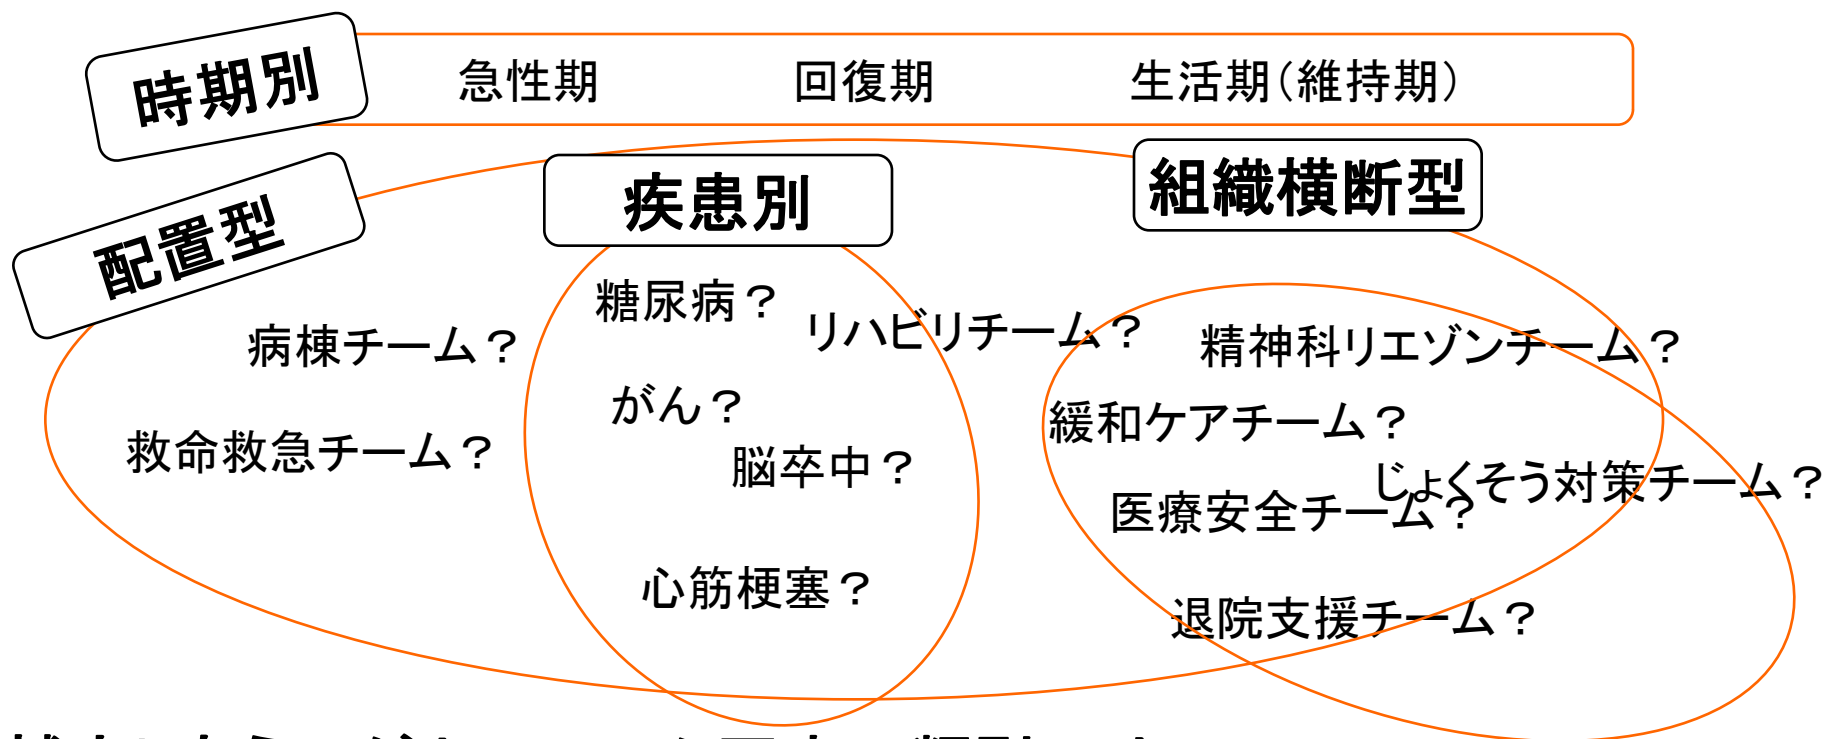 時期別
急性期 回復期 生活期（維持期）
配置型
疾患別
組織横断型
糖尿病？
リハビリチーム？
病棟チーム？
精神科リエゾンチーム？
がん？
緩和ケアチーム？
救命救急チーム？
脳卒中？
じょくそう対策チーム？
医療安全チーム？
心筋梗塞？
退院支援チーム？